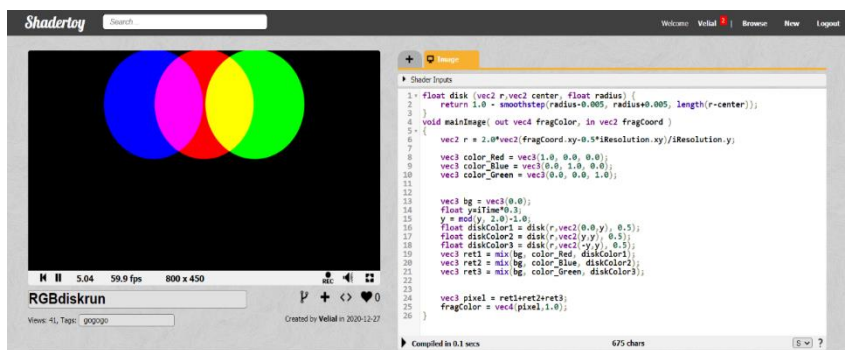 Shadertoy Search... Welcome Velial 3 | Browse New Logout
+ Image
Shader Inputs
1 float disk (vec2 r,vec2 center, float radius) {
2 return 1.0 - smoothstep(radius-0.005, radius+0.005, length(r-center));
3 }
4 void mainImage( out vec4 fragColor, in vec2 fragCoord )
5 {
6 vec2 r = 2.0*vec2(fragCoord.xy-0.5*iResolution.xy)/iResolution.y;
7
8 vec3 color_Red = vec3(1.0, 0.0, 0.0);
9 vec3 color_Blue = vec3(0.0, 1.0, 0.0);
10 vec3 color_Green = vec3(0.0, 0.0, 1.0);
11
12
13 vec3 bg = vec3(0.0);
14 float y=iTime*0.3;
15 y = mod(y, 2.0)-1.0;
16 float diskColor1 = disk(r,vec2(0.0,y), 0.5);
17 float diskColor2 = disk(r,vec2(y,y), 0.5);
18 float diskColor3 = disk(r,vec2(-y,y), 0.5);
19 vec3 ret1 = mix(bg, color_Red, diskColor1);
20 vec3 ret2 = mix(bg, color_Blue, diskColor2);
21 vec3 ret3 = mix(bg, color_Green, diskColor3);
22
23
24 vec3 pixel = ret1+ret2+ret3;
25 fragColor = vec4(pixel,1.0);
26 }
5.04 59.9 fps 800 x 450 REC
RGBdiskrun 0
Views: 41, Tags: gogogo Created by Velial in 2020-12-27
Compiled in 0.1 secs 675 chars S ?